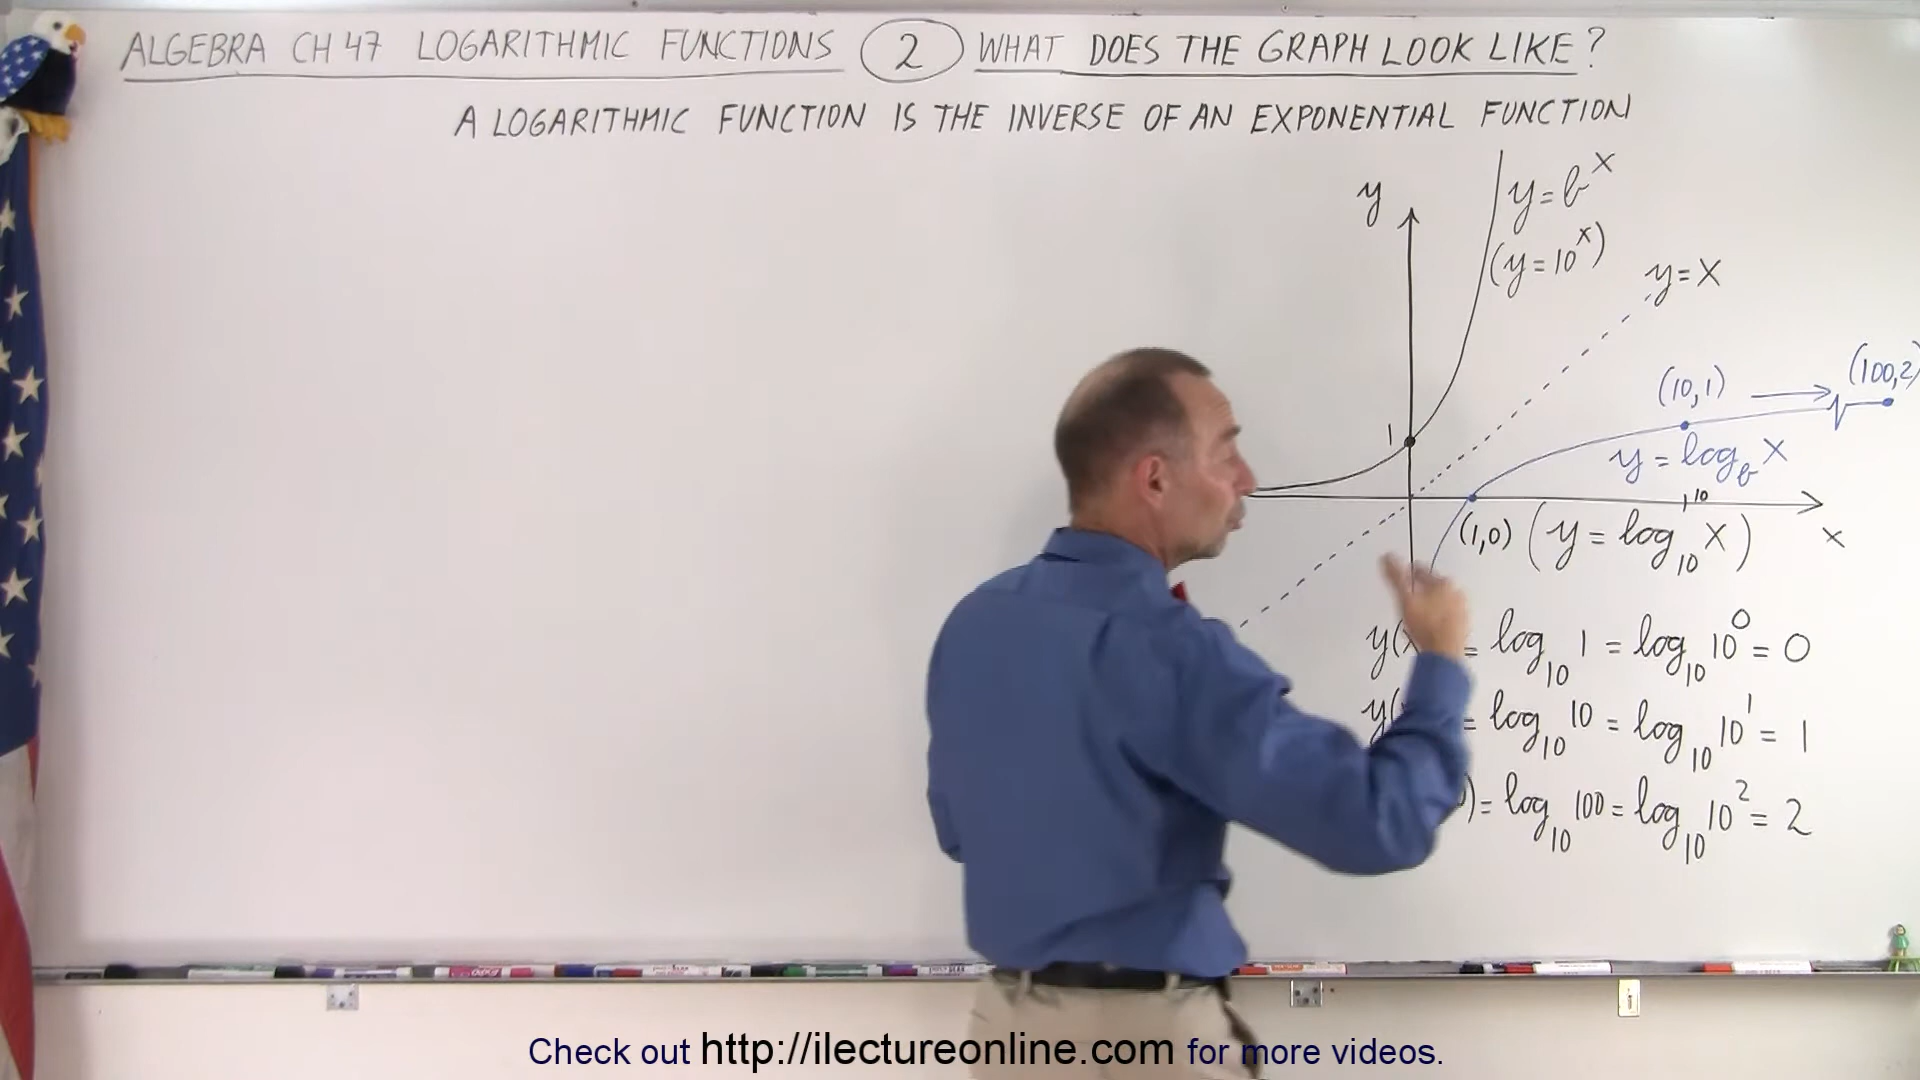 ALGEBRA CH 47 LOGARITHMIC FUNCTIONS 2 WHAT DOES THE GRAPH LOOK LIKE?
A LOGARITHMIC FUNCTION IS THE INVERSE OF AN EXPONENTIAL FUNCTION
y
y = b^x
(y = 10^x)
y = x
(10,1)
(100,2)
1
y = log_b x
10
(1,0) (y = log_10 x)
x
y(x = log_10 1 = log_10 10^0 = 0
y( = log_10 10 = log_10 10^1 = 1
) = log_10 100 = log_10 10^2 = 2
Check out http://ilectureonline.com for more videos.